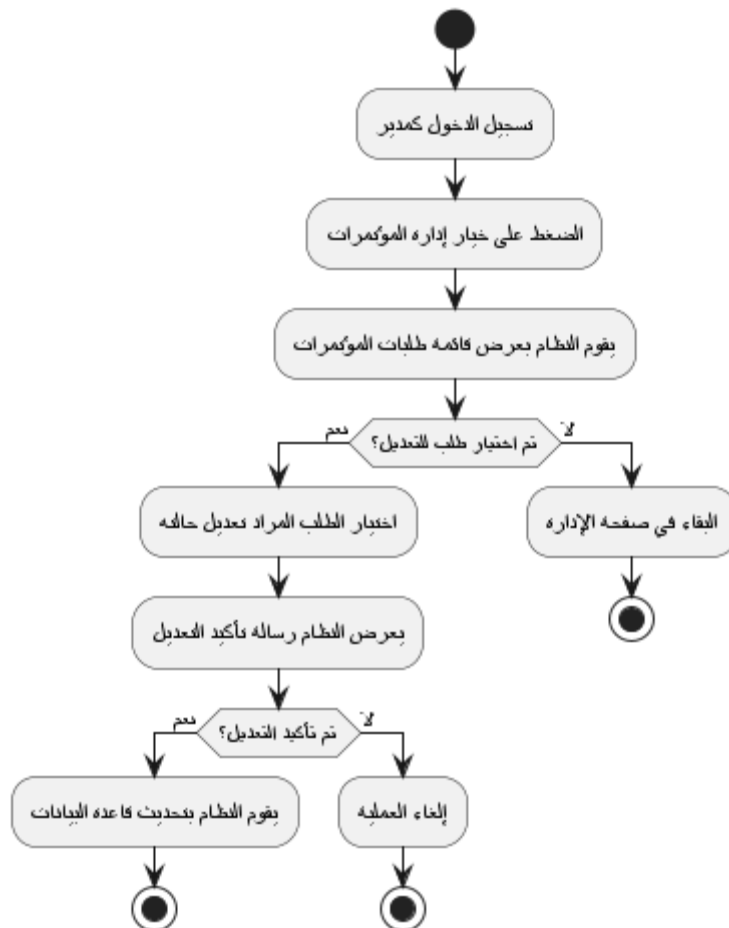 تسجيل الدخول كمدير
الضغط على خيار إدارة المؤتمرات
يقوم النظام بعرض قائمة طلبات المؤتمرات
تم اختيار طلب للتعديل؟
نعم
لا
اختيار الطلب المراد تعديل حالته
البقاء في صفحة الإدارة
يعرض النظام رسالة تأكيد التعديل
تم تأكيد التعديل؟
نعم
لا
يقوم النظام بتحديث قاعدة البيانات
إلغاء العملية